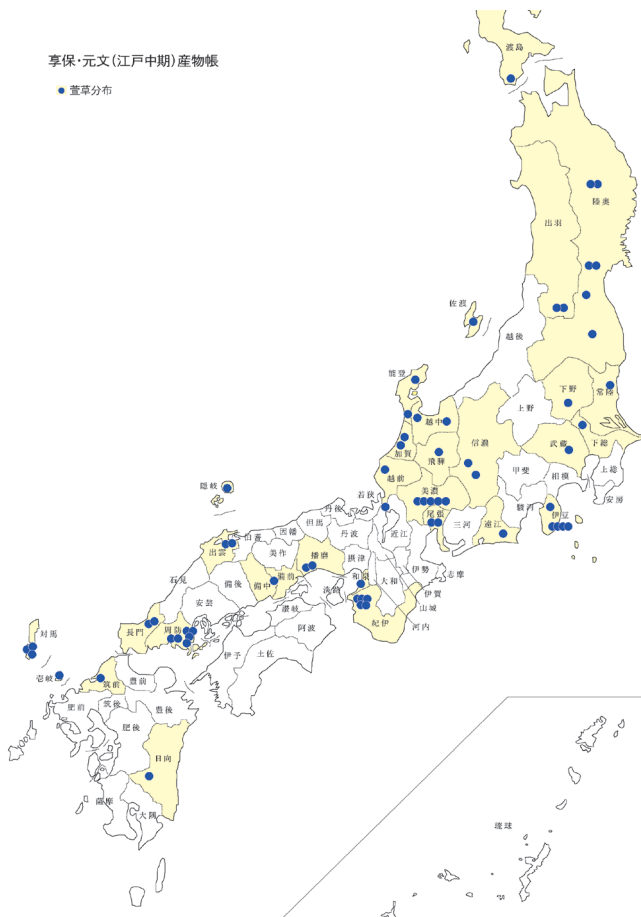 享保・元文(江戸中期)産物帳
萱草分布
渡島
陸奥
出羽
佐渡
越後
能登
下野
常陸
上野
越中
信濃
加賀
飛騨
武蔵
下総
越前
甲斐
相模
上総
美濃
若狭
隠岐
丹後
尾張
駿河
伊豆
安房
但馬
三河
遠江
因幡
丹波
近江
伯耆
出雲
美作
播磨
摂津
志摩
伊勢
石見
備後
備中
備前
和泉
大和
淡路
伊賀
安芸
讃岐
山城
紀伊
対馬
長門
周防
阿波
河内
伊予
土佐
壱岐
筑前
豊前
肥前
筑後
豊後
肥後
日向
薩摩
大隅
琉球